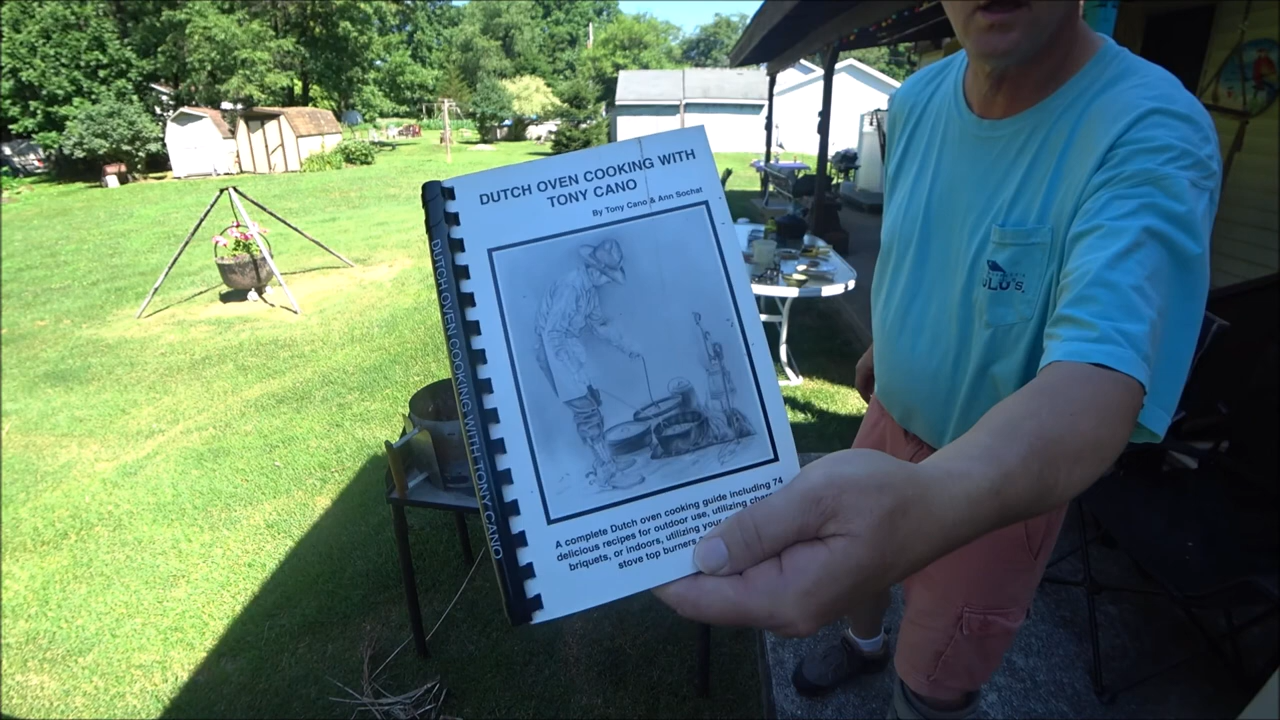 DUTCH OVEN COOKING WITH
TONY CANO
By Tony Cano & Ann Sochat
DUTCH OVEN COOKING WITH TONY CANO
A complete Dutch oven cooking guide including 74
delicious recipes for outdoor use, utilizing
briquets, or indoors, utilizing your
stove top burners
LULU'S